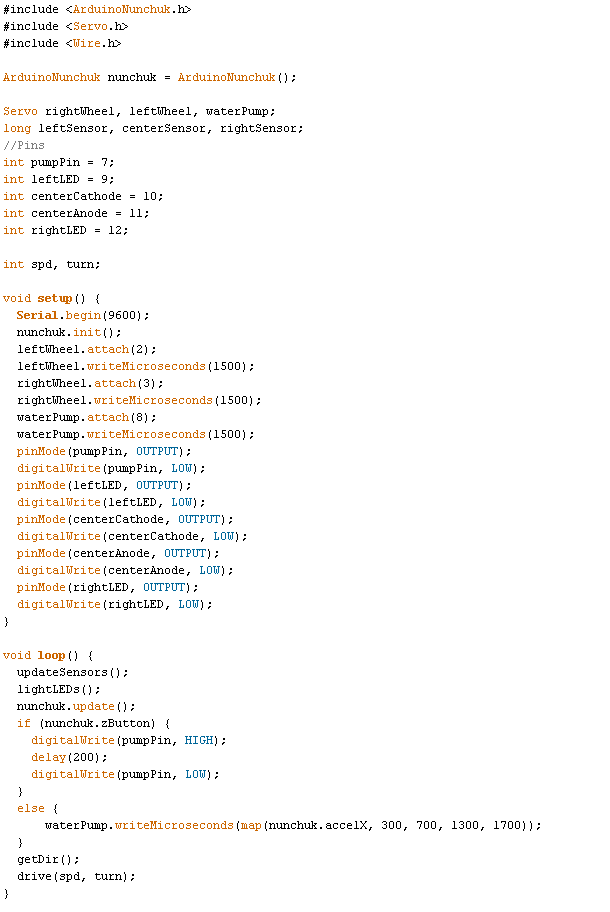 #include <ArduinoNunchuk.h>
#include <Servo.h>
#include <Wire.h>

ArduinoNunchuk nunchuk = ArduinoNunchuk();

Servo rightWheel, leftWheel, waterPump;
long leftSensor, centerSensor, rightSensor;
//Pins
int pumpPin = 7;
int leftLED = 9;
int centerCathode = 10;
int centerAnode = 11;
int rightLED = 12;

int spd, turn;

void setup() {
  Serial.begin(9600);
  nunchuk.init();
  leftWheel.attach(2);
  leftWheel.writeMicroseconds(1500);
  rightWheel.attach(3);
  rightWheel.writeMicroseconds(1500);
  waterPump.attach(8);
  waterPump.writeMicroseconds(1500);
  pinMode(pumpPin, OUTPUT);
  digitalWrite(pumpPin, LOW);
  pinMode(leftLED, OUTPUT);
  digitalWrite(leftLED, LOW);
  pinMode(centerCathode, OUTPUT);
  digitalWrite(centerCathode, LOW);
  pinMode(centerAnode, OUTPUT);
  digitalWrite(centerAnode, LOW);
  pinMode(rightLED, OUTPUT);
  digitalWrite(rightLED, LOW);
}

void loop() {
  updateSensors();
  lightLEDs();
  nunchuk.update();
  if (nunchuk.zButton) {
    digitalWrite(pumpPin, HIGH);
    delay(200);
    digitalWrite(pumpPin, LOW);
  }
  else {
      waterPump.writeMicroseconds(map(nunchuk.accelX, 300, 700, 1300, 1700));
  }
  getDir();
  drive(spd, turn);
}